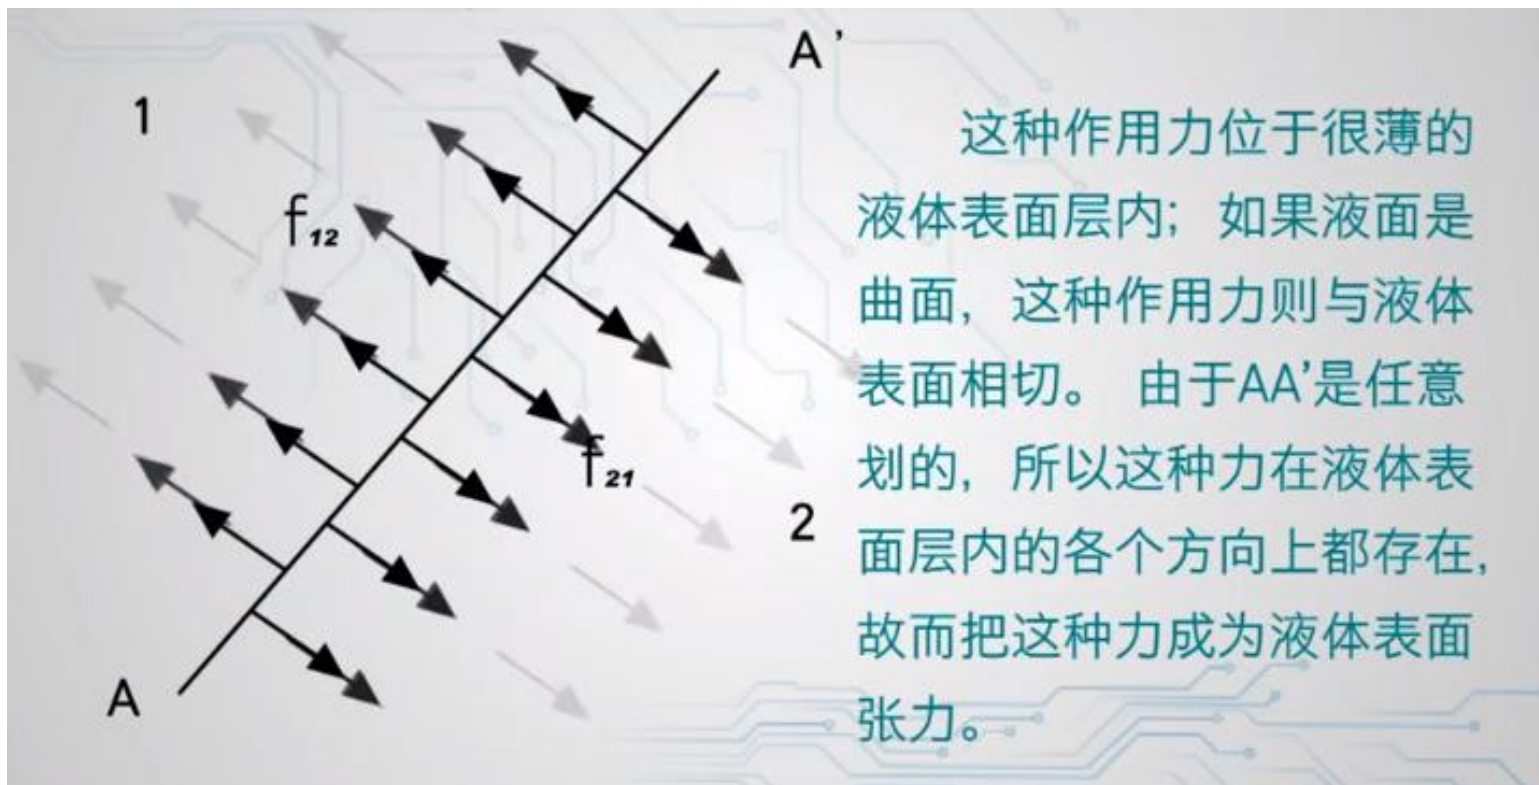 A'
1
f₁₂
f₂₁
2
A
这种作用力位于很薄的
液体表面层内；如果液面是
曲面，这种作用力则与液体
表面相切。 由于AA'是任意
划的，所以这种力在液体表
面层内的各个方向上都存在，
故而把这种力成为液体表面
张力。